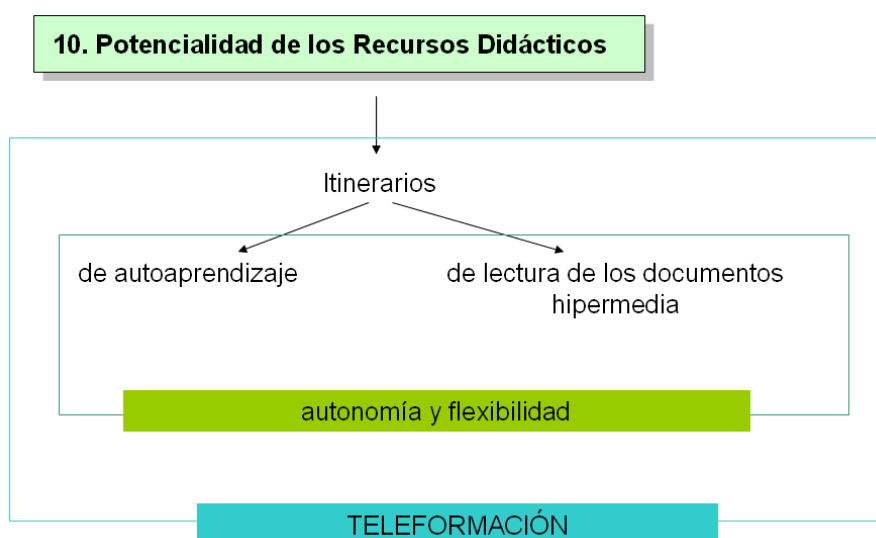 10. Potencialidad de los Recursos Didácticos
Itinerarios
de autoaprendizaje
de lectura de los documentos
hipermedia
autonomía y flexibilidad
TELEFORMACIÓN